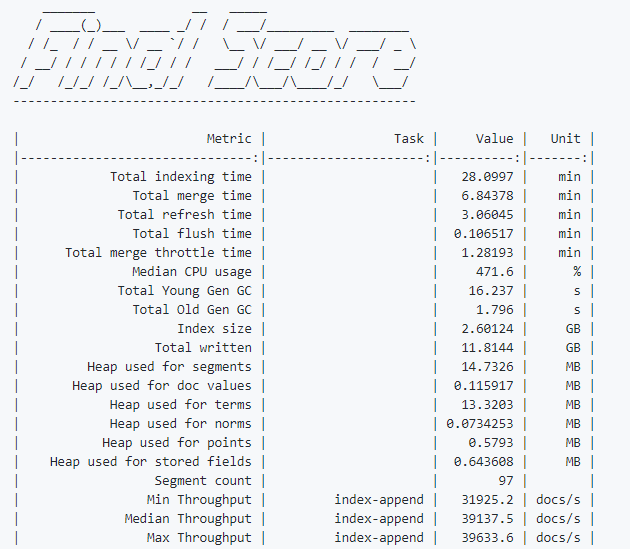 _______             __   _____
   / ____(_)___  ____ _/ /  / ___/_________  ________
  / /_  / / __ \/ __ `/ /   \__ \/ ___/ __ \/ ___/ _ \
 / __/ / / / / / /_/ / /   ___/ / /__/ /_/ / /  /  __/
/_/   /_/_/ /_/\__,_/_/   /____/\___/\____/_/   \___/
------------------------------------------------------

|                         Metric |                 Task |     Value |   Unit |
|-------------------------------:|---------------------:|----------:|-------:|
|            Total indexing time |                      |   28.0997 |    min |
|               Total merge time |                      |   6.84378 |    min |
|             Total refresh time |                      |   3.06045 |    min |
|               Total flush time |                      |  0.106517 |    min |
|      Total merge throttle time |                      |   1.28193 |    min |
|               Median CPU usage |                      |     471.6 |      % |
|             Total Young Gen GC |                      |    16.237 |      s |
|               Total Old Gen GC |                      |     1.796 |      s |
|                     Index size |                      |   2.60124 |     GB |
|                  Total written |                      |   11.8144 |     GB |
|         Heap used for segments |                      |   14.7326 |     MB |
|       Heap used for doc values |                      |  0.115917 |     MB |
|            Heap used for terms |                      |   13.3203 |     MB |
|            Heap used for norms |                      | 0.0734253 |     MB |
|           Heap used for points |                      |    0.5793 |     MB |
|    Heap used for stored fields |                      |  0.643608 |     MB |
|                  Segment count |                      |        97 |        |
|                 Min Throughput |         index-append |   31925.2 | docs/s |
|              Median Throughput |         index-append |   39137.5 | docs/s |
|                 Max Throughput |         index-append |   39633.6 | docs/s |